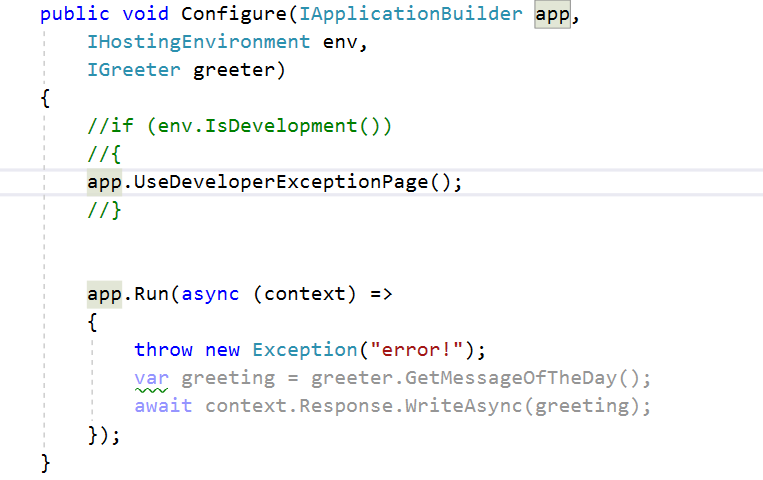 public void Configure(IApplicationBuilder app,
    IHostingEnvironment env,
    IGreeter greeter)
{
    //if (env.IsDevelopment())
    //{
    app.UseDeveloperExceptionPage();
    //}
    app.Run(async (context) =>
    {
        throw new Exception("error!");
        var greeting = greeter.GetMessageOfTheDay();
        await context.Response.WriteAsync(greeting);
    });
}